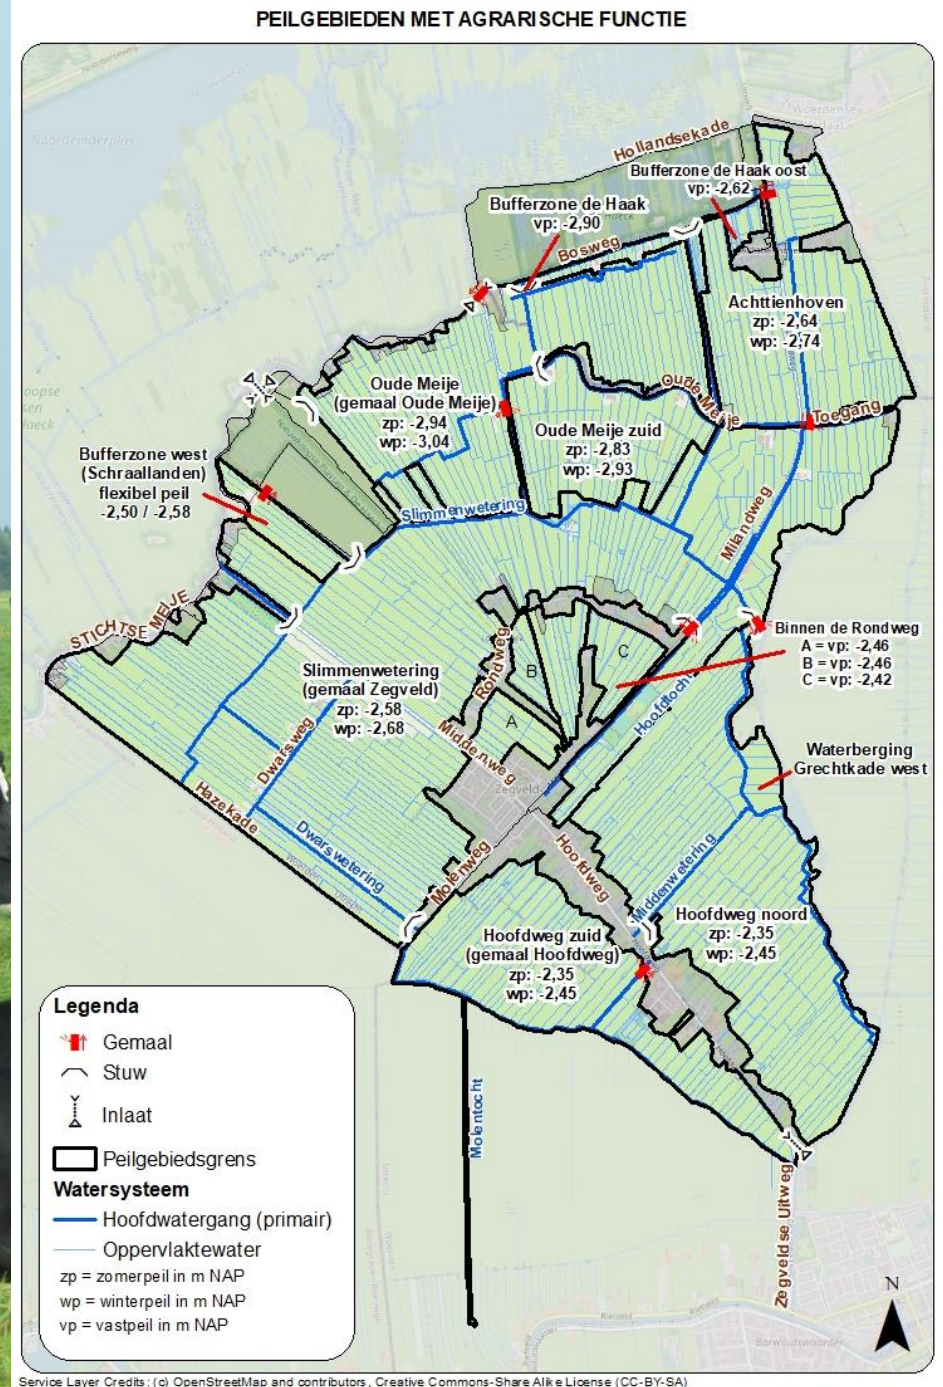 PEILGEBIEDEN MET AGRARISCHE FUNCTIE
Noordeinderplas
Hollandsekade
Bufferzone de Haak oost
vp: -2,62
Bufferzone de Haak
vp: -2,90
Bosweg
Achttienhoven
zp: -2,64
wp: -2,74
Oude Meije
(gemaal Oude Meije)
zp: -2,94
wp: -3,04
Oude Meije
Toegang
Oude Meije zuid
zp: -2,83
wp: -2,93
Bufferzone west
(Schraallanden)
flexibel peil
-2,50 / -2,58
Slimmenwetering
Milandweg
STICHTSE MEIJE
Binnen de Rondweg
A = vp: -2,46
B = vp: -2,46
C = vp: -2,42
Rondweg
A
B
C
Slimmenwetering
(gemaal Zegveld)
zp: -2,58
wp: -2,68
Hoofdtocht
Dwarsweg
Middenweg
Waterberging
Grechtkade west
Zegveld
Hazekade
Dwarswetering
Molenweg
Hoofdweg
Middenwetering
Hoofdweg noord
zp: -2,35
wp: -2,45
Hoofdweg zuid
(gemaal Hoofdweg)
zp: -2,35
wp: -2,45
Molentocht
Zegveldse Uitweg
Barwoutswaarder
N
Legenda
Gemaal
Stuw
Inlaat
Peilgebiedsgrens
Watersysteem
Hoofdwatergang (primair)
Oppervlaktewater
zp = zomerpeil in m NAP
wp = winterpeil in m NAP
vp = vastpeil in m NAP
Service Layer Credits: (c) OpenStreetMap and contributors, Creative Commons-Share Alike License (CC-BY-SA)